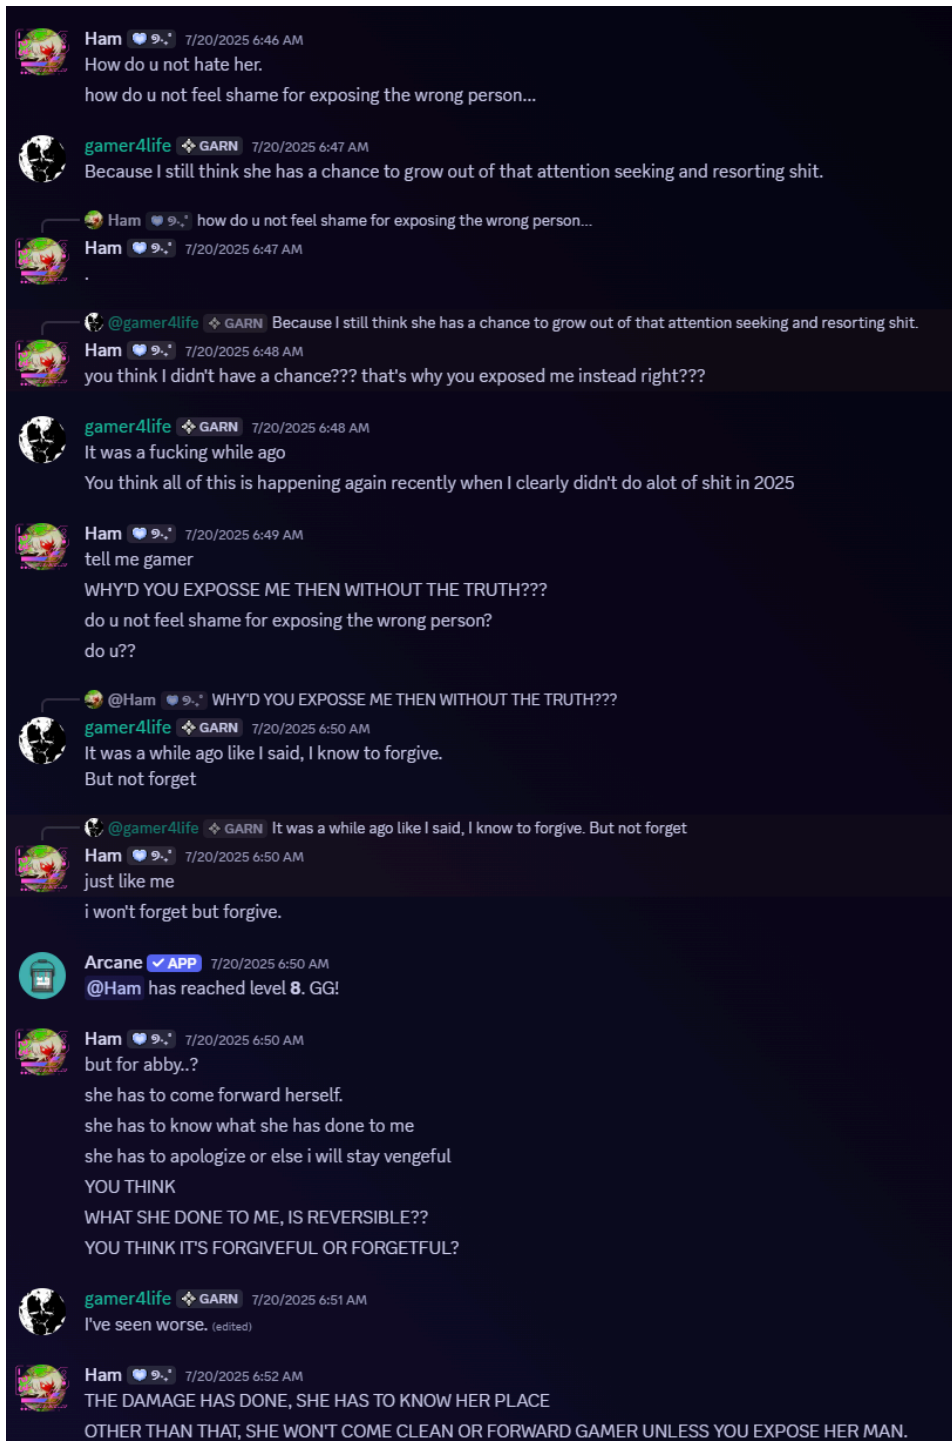 Ham 🩵 ୨‧₊˚ 7/20/2025 6:46 AM
How do u not hate her.
how do u not feel shame for exposing the wrong person...
gamer4life GARN 7/20/2025 6:47 AM
Because I still think she has a chance to grow out of that attention seeking and resorting shit.
Ham 🩵 ୨‧₊˚ how do u not feel shame for exposing the wrong person...
Ham 🩵 ୨‧₊˚ 7/20/2025 6:47 AM
.
@gamer4life GARN Because I still think she has a chance to grow out of that attention seeking and resorting shit.
Ham 🩵 ୨‧₊˚ 7/20/2025 6:48 AM
you think I didn't have a chance??? that's why you exposed me instead right???
gamer4life GARN 7/20/2025 6:48 AM
It was a fucking while ago
You think all of this is happening again recently when I clearly didn't do alot of shit in 2025
Ham 🩵 ୨‧₊˚ 7/20/2025 6:49 AM
tell me gamer
WHY'D YOU EXPOSSE ME THEN WITHOUT THE TRUTH???
do u not feel shame for exposing the wrong person?
do u??
@Ham 🩵 ୨‧₊˚ WHY'D YOU EXPOSSE ME THEN WITHOUT THE TRUTH???
gamer4life GARN 7/20/2025 6:50 AM
It was a while ago like I said, I know to forgive.
But not forget
@gamer4life GARN It was a while ago like I said, I know to forgive. But not forget
Ham 🩵 ୨‧₊˚ 7/20/2025 6:50 AM
just like me
i won't forget but forgive.
Arcane ✓ APP 7/20/2025 6:50 AM
@Ham has reached level 8. GG!
Ham 🩵 ୨‧₊˚ 7/20/2025 6:50 AM
but for abby..?
she has to come forward herself.
she has to know what she has done to me
she has to apologize or else i will stay vengeful
YOU THINK
WHAT SHE DONE TO ME, IS REVERSIBLE??
YOU THINK IT'S FORGIVEFUL OR FORGETFUL?
gamer4life GARN 7/20/2025 6:51 AM
I've seen worse. (edited)
Ham 🩵 ୨‧₊˚ 7/20/2025 6:52 AM
THE DAMAGE HAS DONE, SHE HAS TO KNOW HER PLACE
OTHER THAN THAT, SHE WON'T COME CLEAN OR FORWARD GAMER UNLESS YOU EXPOSE HER MAN.